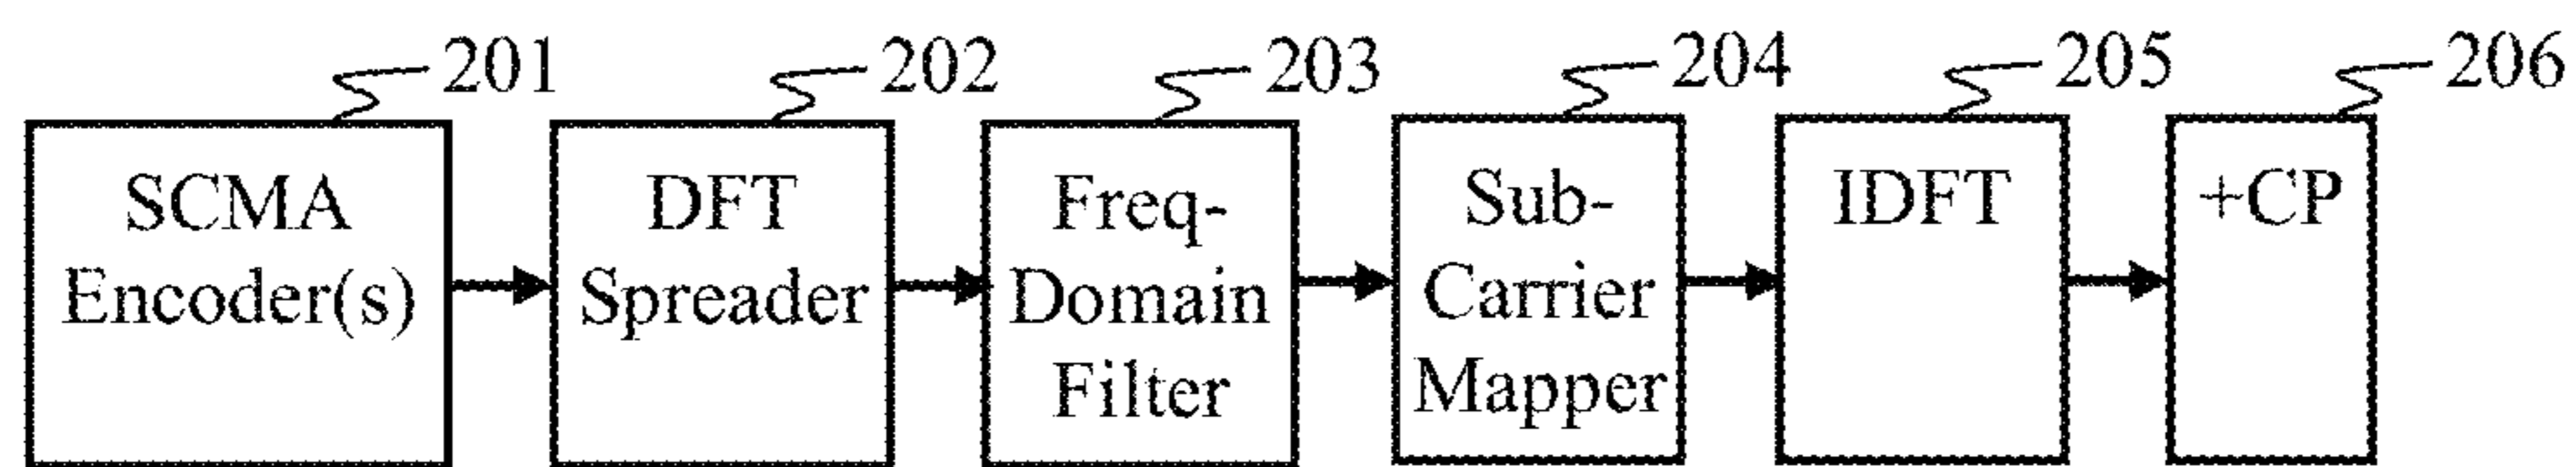 201
202
203
204
205
206
SCMA
Encoder(s)
DFT
Spreader
Freq-
Domain
Filter
Sub-
Carrier
Mapper
IDFT
+CP